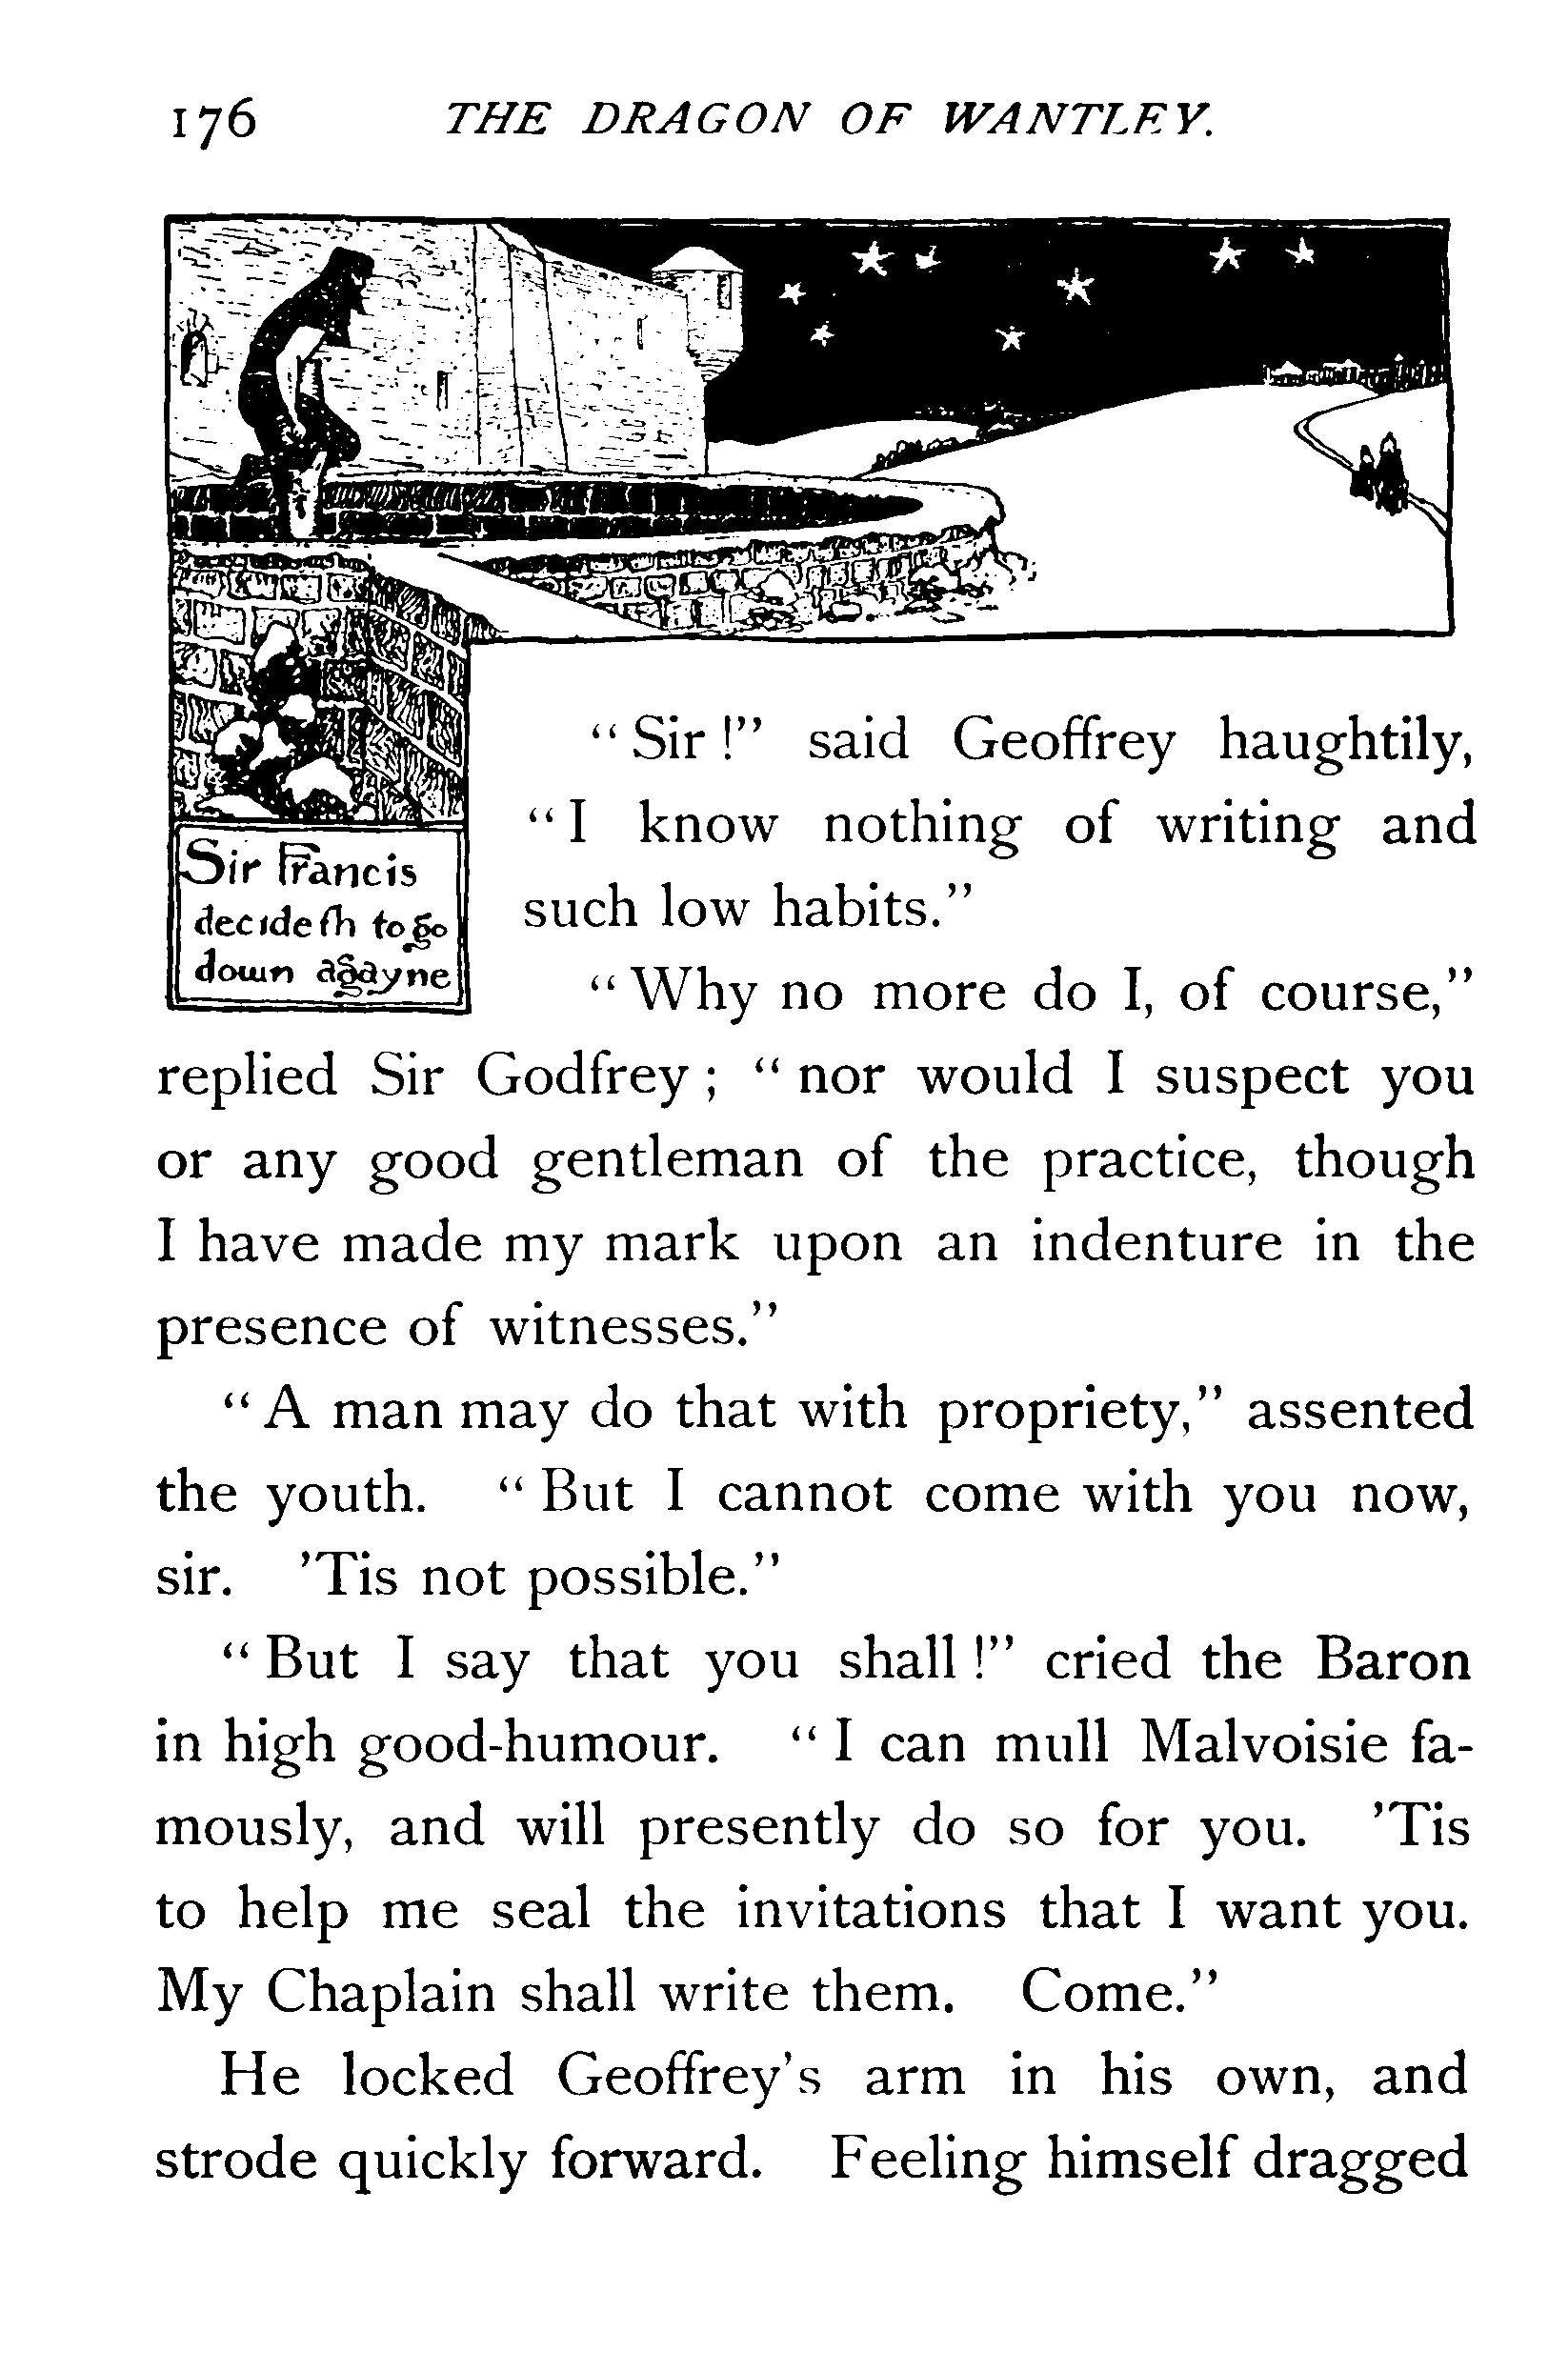 176 THE DRAGON OF WANTLEY.
Sir Francis
decideth to go
down agayne
“Sir!” said Geoffrey haughtily,
“I know nothing of writing and
such low habits.”
“Why no more do I, of course,”
replied Sir Godfrey; “nor would I suspect you
or any good gentleman of the practice, though
I have made my mark upon an indenture in the
presence of witnesses.”
“A man may do that with propriety,” assented
the youth. “But I cannot come with you now,
sir. ’Tis not possible.”
“But I say that you shall!” cried the Baron
in high good-humour. “I can mull Malvoisie fa-
mously, and will presently do so for you. ’Tis
to help me seal the invitations that I want you.
My Chaplain shall write them. Come.”
He locked Geoffrey’s arm in his own, and
strode quickly forward. Feeling himself dragged